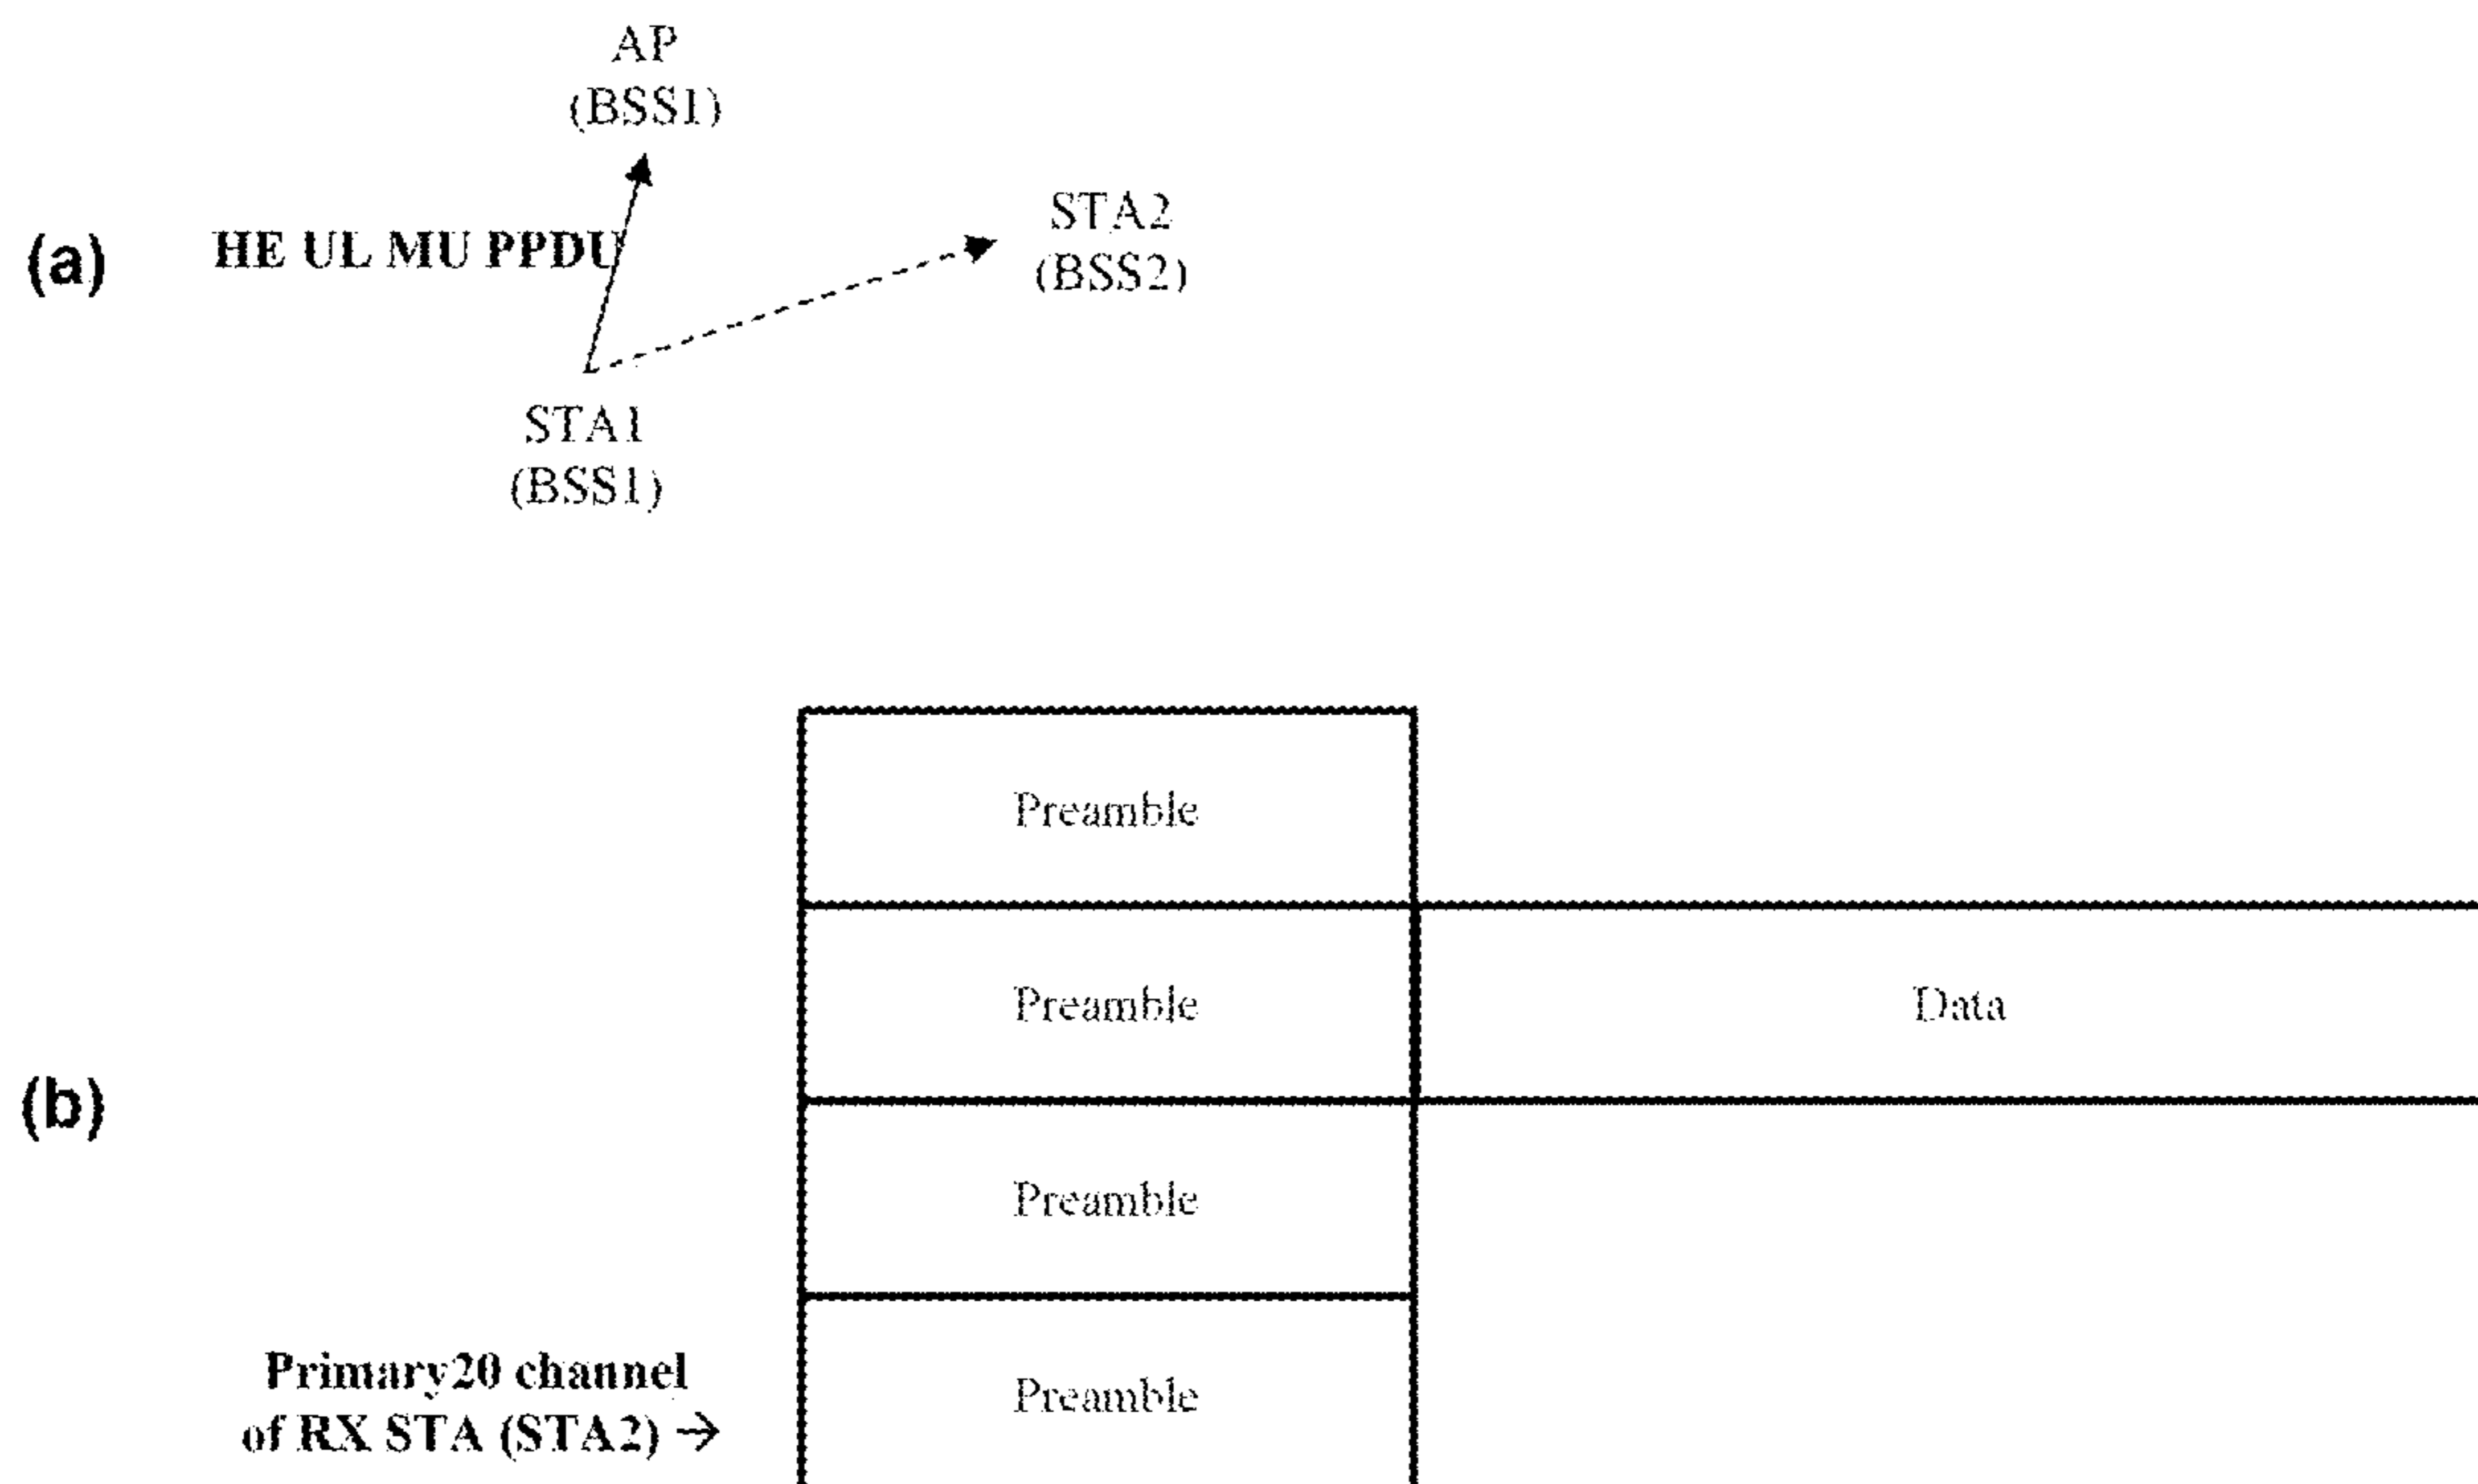 AP
(BSS1)
(a)
HE UL MU PPDU
STA2
(BSS2)
STA1
(BSS1)
Preamble
Preamble
Data
(b)
Preamble
Primary20 channel
of RX STA (STA2) →
Preamble